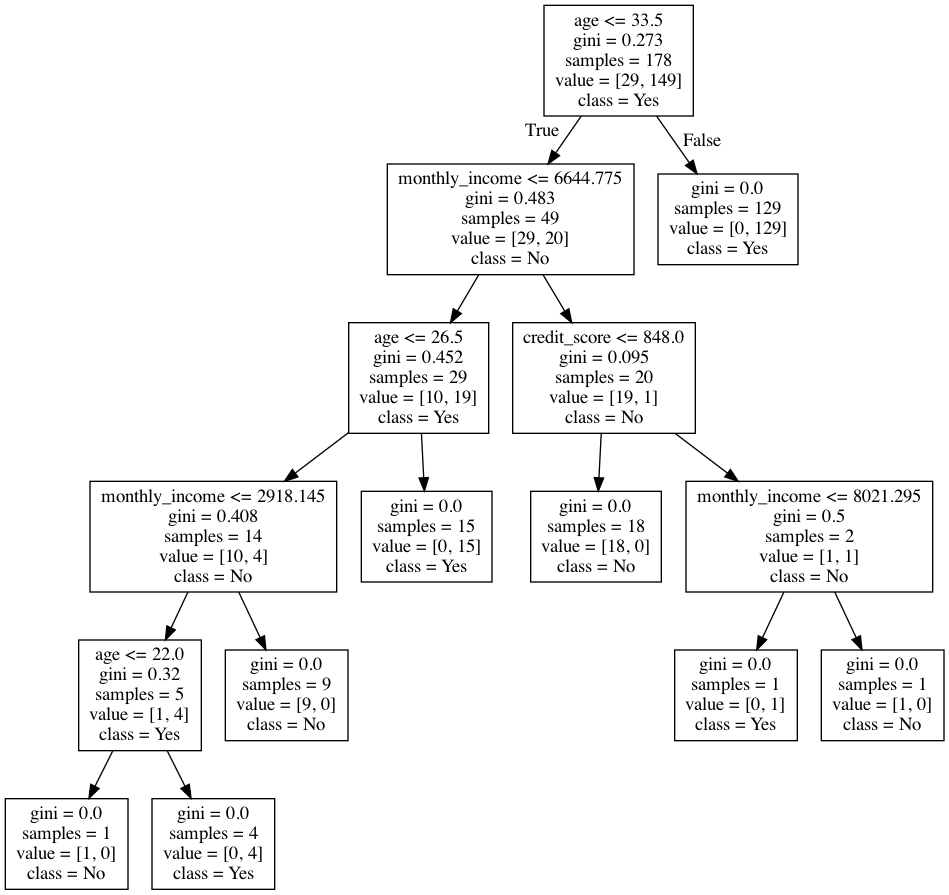 age <= 33.5
gini = 0.273
samples = 178
value = [29, 149]
class = Yes
True
False
monthly_income <= 6644.775
gini = 0.483
samples = 49
value = [29, 20]
class = No
gini = 0.0
samples = 129
value = [0, 129]
class = Yes
age <= 26.5
gini = 0.452
samples = 29
value = [10, 19]
class = Yes
credit_score <= 848.0
gini = 0.095
samples = 20
value = [19, 1]
class = No
monthly_income <= 2918.145
gini = 0.408
samples = 14
value = [10, 4]
class = No
gini = 0.0
samples = 15
value = [0, 15]
class = Yes
gini = 0.0
samples = 18
value = [18, 0]
class = No
monthly_income <= 8021.295
gini = 0.5
samples = 2
value = [1, 1]
class = No
age <= 22.0
gini = 0.32
samples = 5
value = [1, 4]
class = Yes
gini = 0.0
samples = 9
value = [9, 0]
class = No
gini = 0.0
samples = 1
value = [0, 1]
class = Yes
gini = 0.0
samples = 1
value = [1, 0]
class = No
gini = 0.0
samples = 1
value = [1, 0]
class = No
gini = 0.0
samples = 4
value = [0, 4]
class = Yes